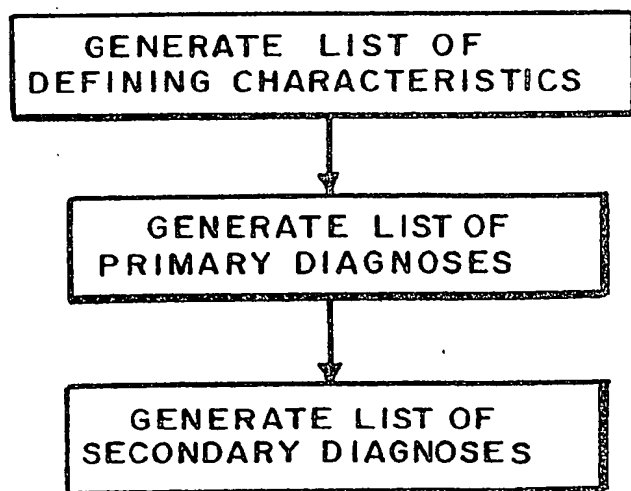 GENERATE LIST OF
DEFINING CHARACTERISTICS
GENERATE LIST OF
PRIMARY DIAGNOSES
GENERATE LIST OF
SECONDARY DIAGNOSES